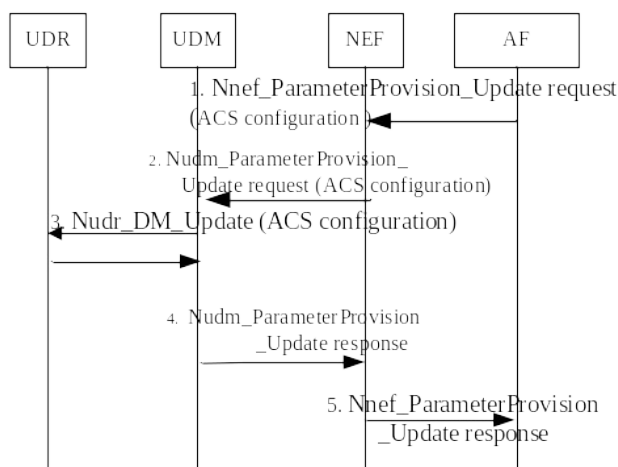 UDR UDM NEF AF
1. Nnef_ParameterProvision_Update request
(ACS configuration )
2. Nudm_ParameterProvision_
Update request (ACS configuration)
3. Nudr_DM_Update (ACS configuration)
4. Nudm_ParameterProvision
_Update response
5. Nnef_ParameterProvision
_Update response